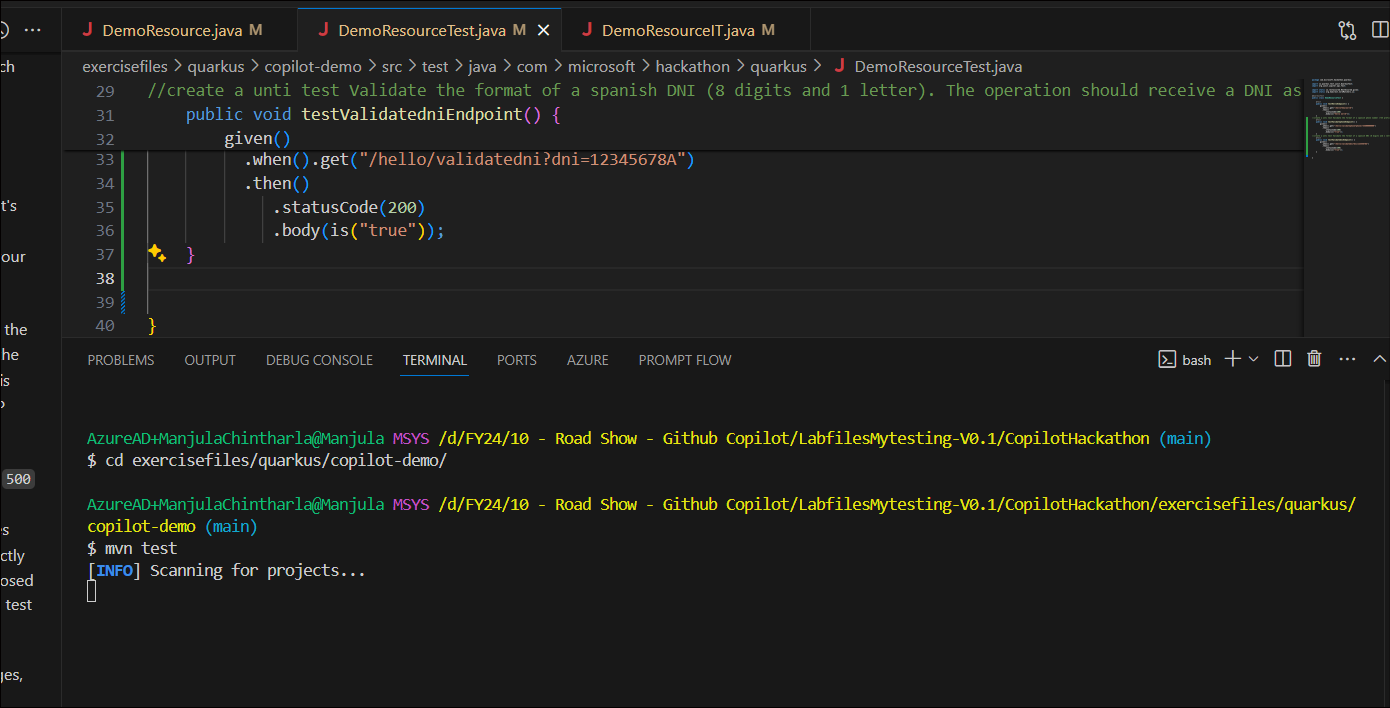 DemoResource.java M
DemoResourceTest.java M
DemoResourceIT.java M
ch
exercisefiles > quarkus > copilot-demo > src > test > java > com > microsoft > hackathon > quarkus > J DemoResourceTest.java
29 //create a unti test Validate the format of a spanish DNI (8 digits and 1 letter). The operation should receive a DNI as
31 public void testValidatedniEndpoint() {
32 given()
33 .when().get("/hello/validatedni?dni=12345678A")
34 .then()
35 .statusCode(200)
36 .body(is("true"));
37 }
38
39
40 }
t's
our
the
he
is
500
s
ctly
osed
test
ges,
PROBLEMS OUTPUT DEBUG CONSOLE TERMINAL PORTS AZURE PROMPT FLOW
bash
AzureAD+ManjulaChintharla@Manjula MSYS /d/FY24/10 - Road Show - Github Copilot/LabfilesMytesting-V0.1/CopilotHackathon (main)
$ cd exercisefiles/quarkus/copilot-demo/
AzureAD+ManjulaChintharla@Manjula MSYS /d/FY24/10 - Road Show - Github Copilot/LabfilesMytesting-V0.1/CopilotHackathon/exercisefiles/quarkus/
copilot-demo (main)
$ mvn test
[INFO] Scanning for projects...